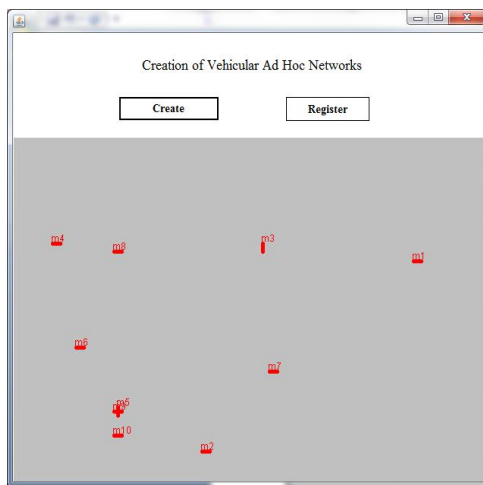 Creation of Vehicular Ad Hoc Networks
Create Register
m4
m8
m3
m1
m6
m7
m5
m10
m2